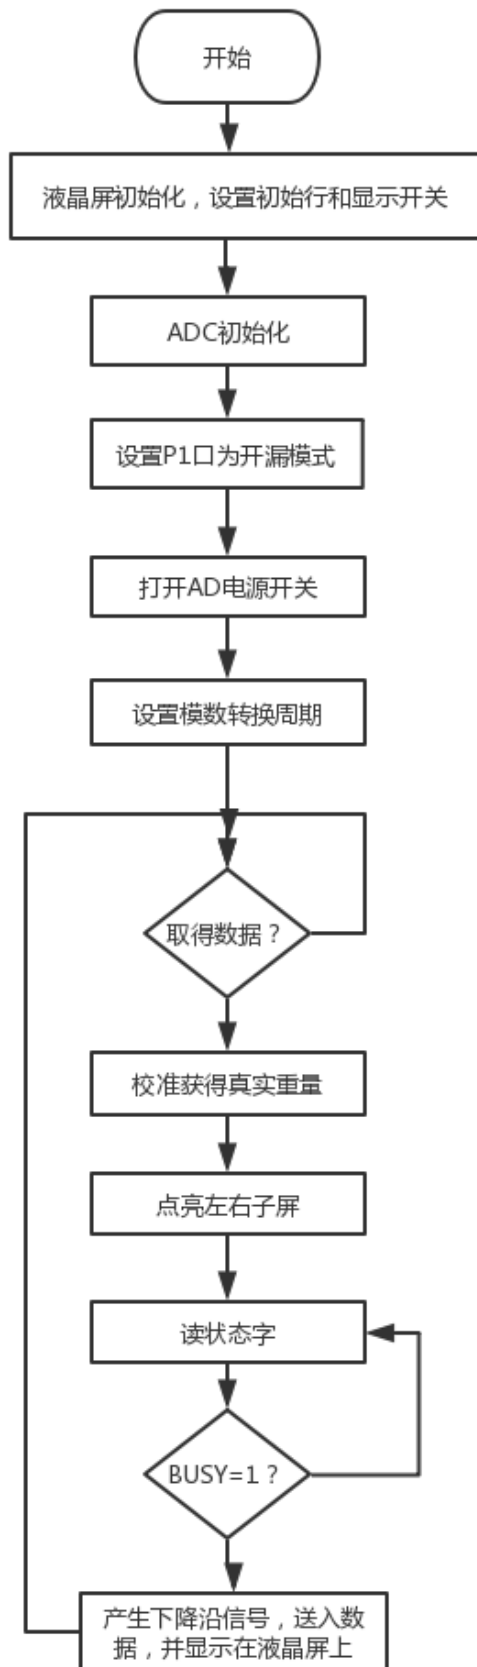 开始
液晶屏初始化，设置初始行和显示开关
ADC初始化
设置P1口为开漏模式
打开AD电源开关
设置模数转换周期
取得数据？
校准获得真实重量
点亮左右子屏
读状态字
BUSY=1？
产生下降沿信号，送入数
据，并显示在液晶屏上